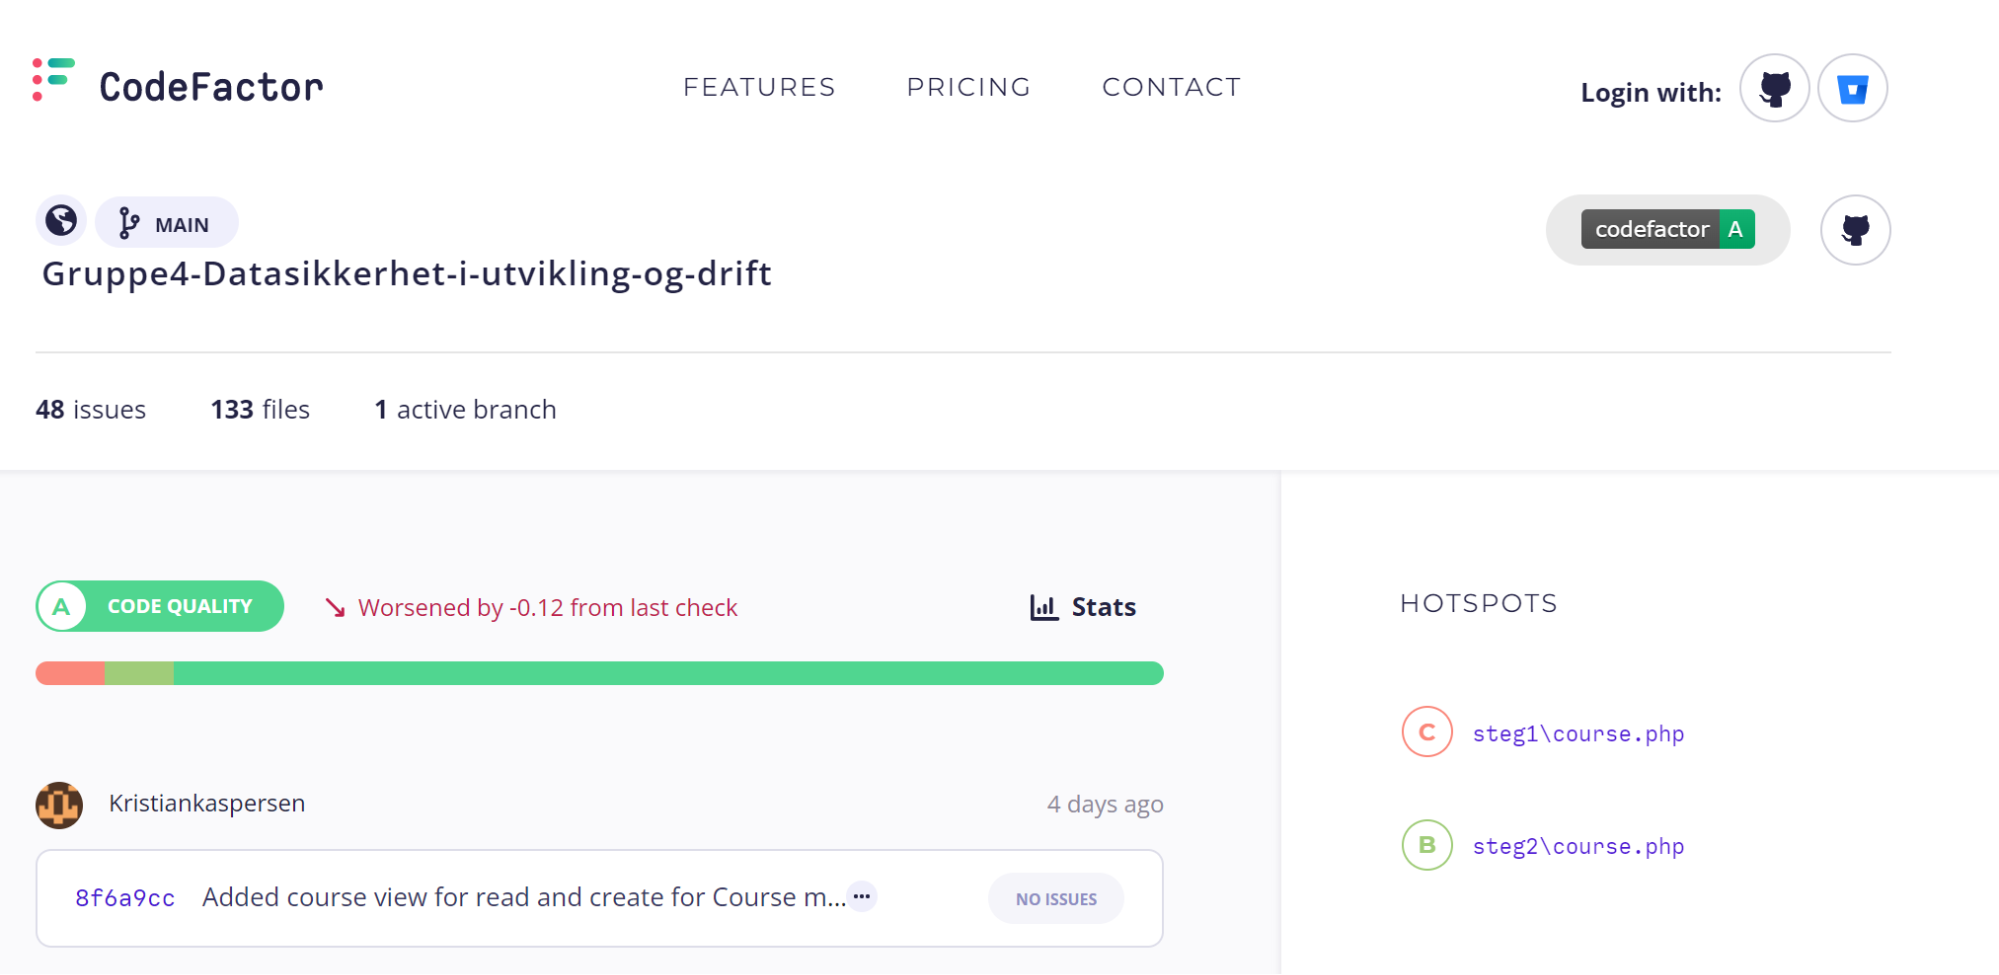 CodeFactor
FEATURES PRICING CONTACT
Login with:
MAIN
codefactor A
Gruppe4-Datasikkerhet-i-utvikling-og-drift
48 issues 133 files 1 active branch
A CODE QUALITY Worsened by -0.12 from last check Stats
HOTSPOTS
C steg1\course.php
B steg2\course.php
Kristiankaspersen 4 days ago
8f6a9cc Added course view for read and create for Course m... ••• NO ISSUES